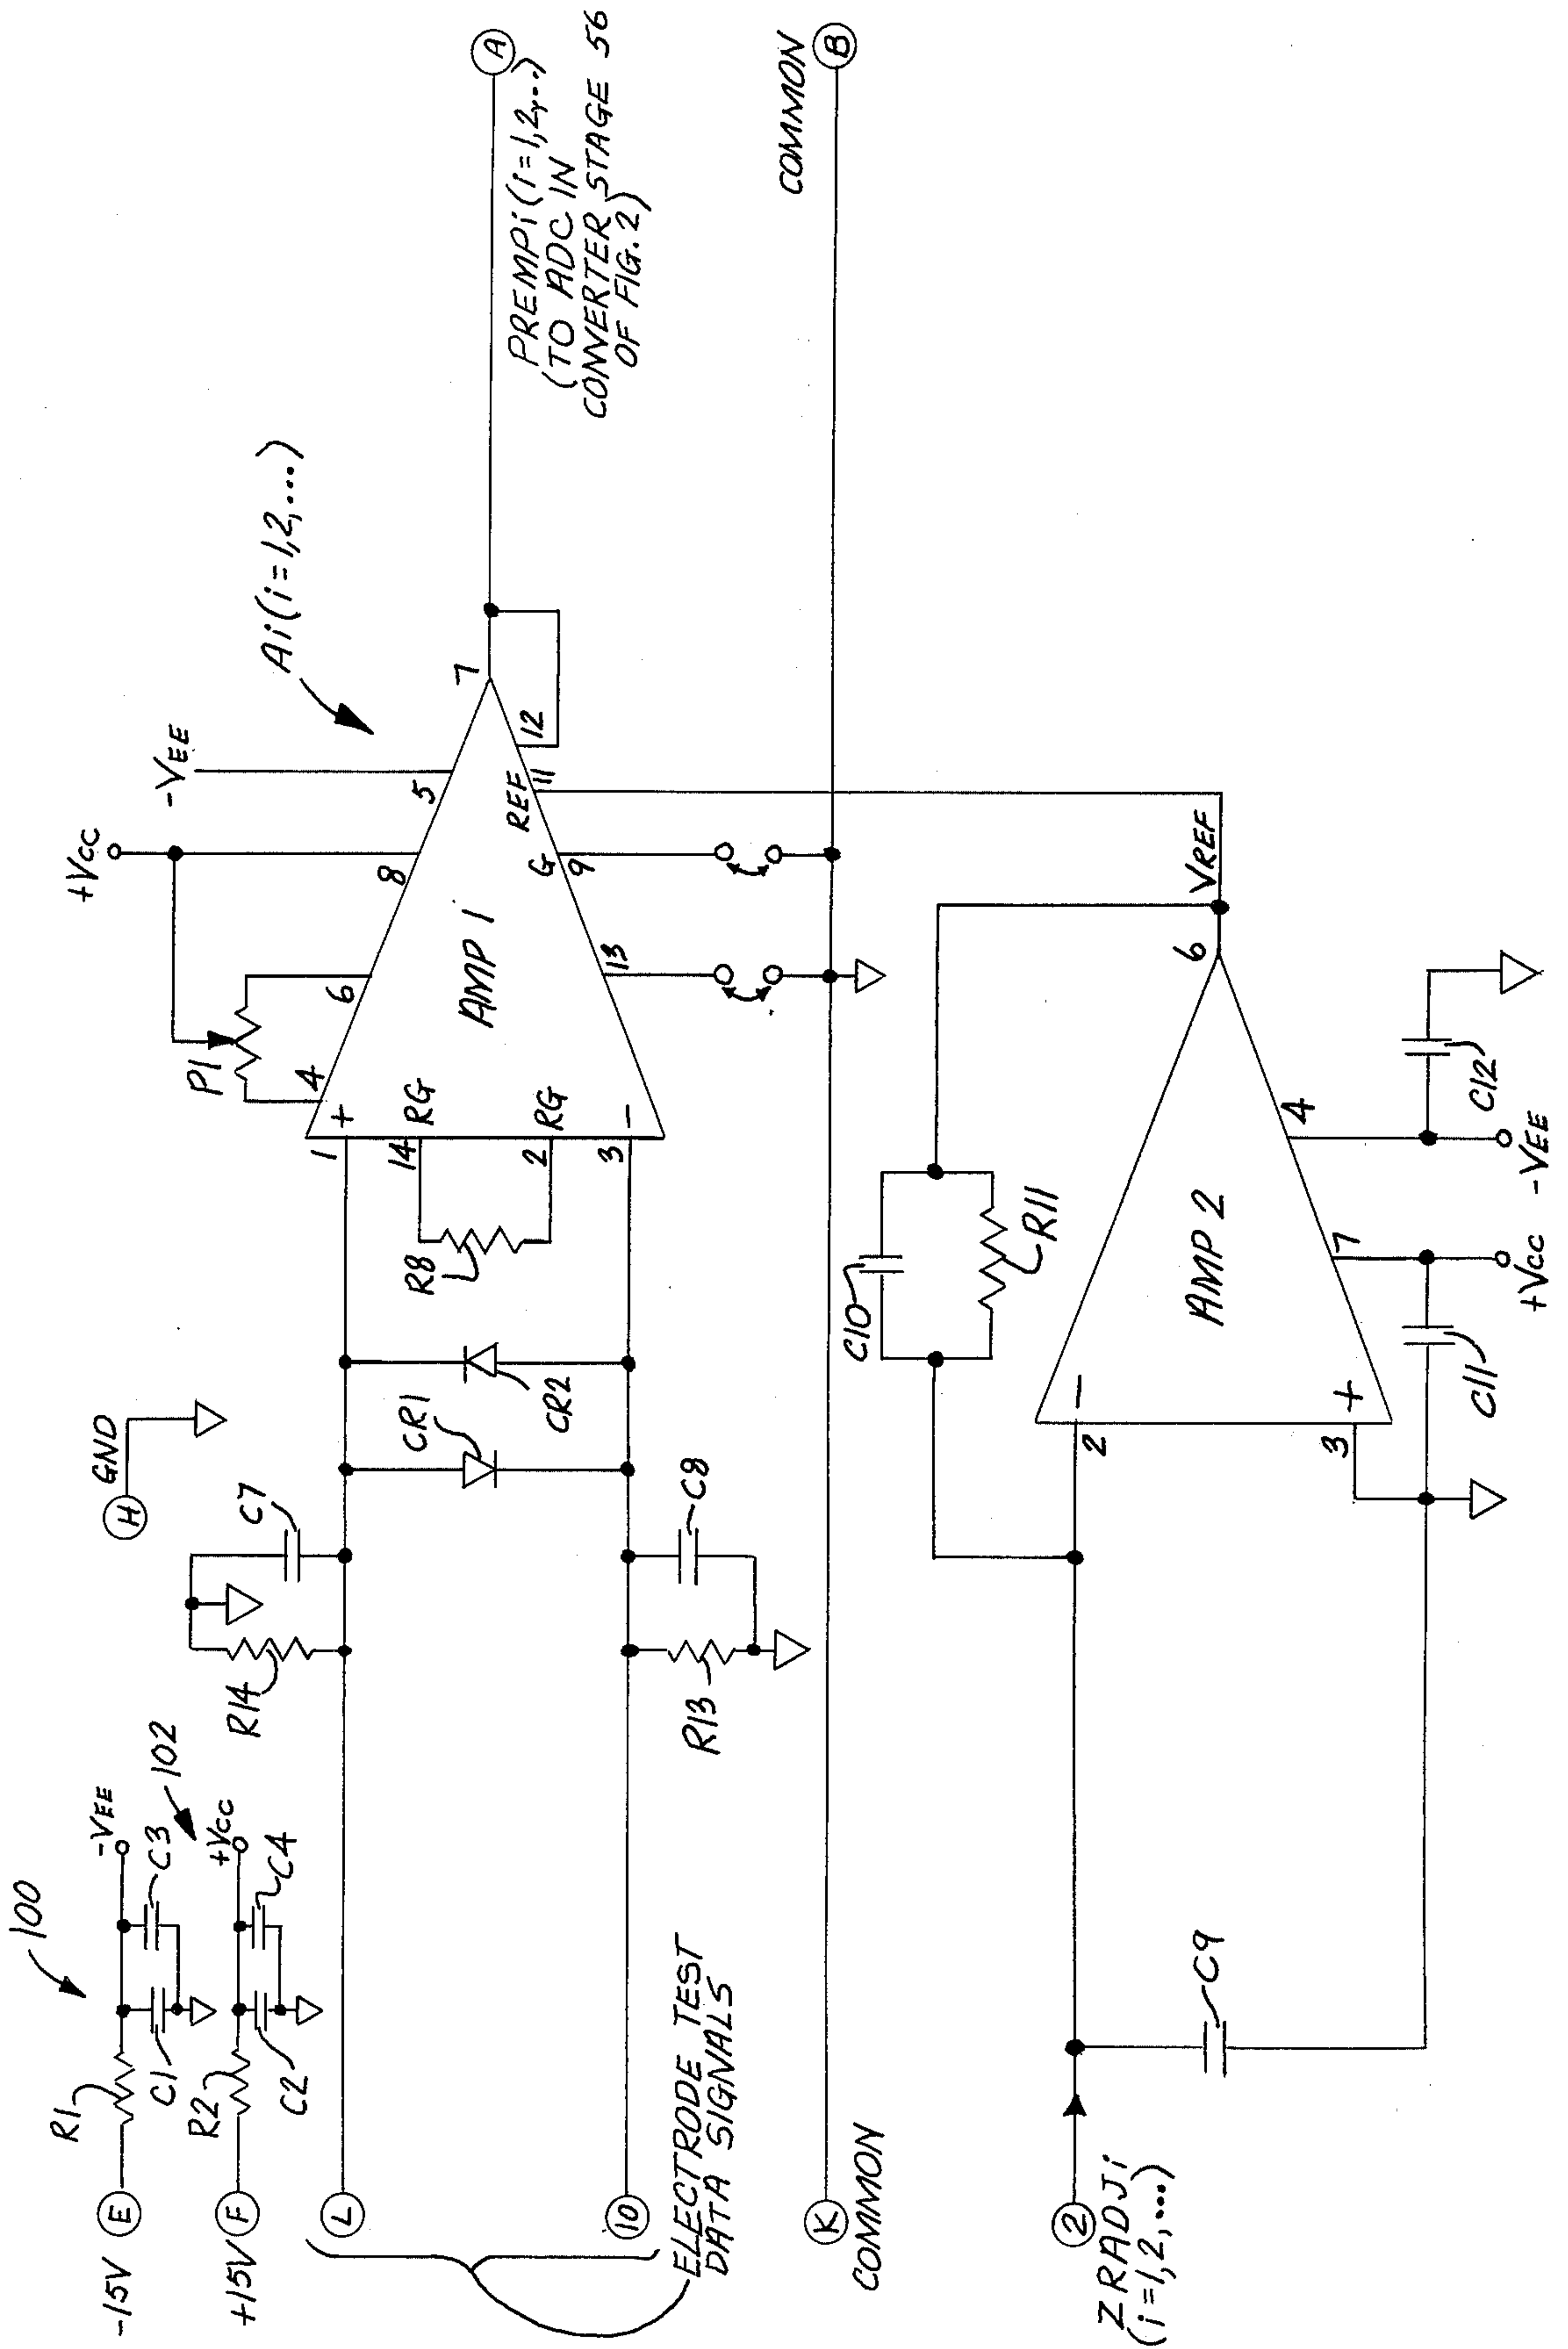 100
-15V
E
R1
C1
C3
-VEE
102
+15V
F
R2
C2
C4
+VCC
H
GND
L
R14
C7
CR1
CR2
10
R13
C8
ELECTRODE TEST
DATA SIGNALS
R8
1
+
14
RG
2
RG
3
-
P1
4
6
+VCC
8
-VEE
5
AMP 1
13
G
9
REF
11
12
7
Ai (i=1,2,...)
A
PREMPi (i=1,2,...)
(TO ADC IN
CONVERTER STAGE 56
OF FIG.2)
K
COMMON
COMMON
B
2
ZRADJi
(i=1,2,...)
C9
C10
R11
2
-
3
+
AMP 2
6
VREF
7
4
C11
+VCC
-VEE
C12